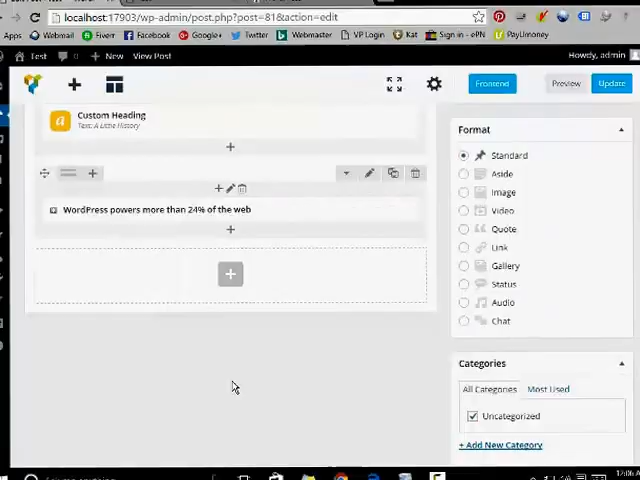 localhost:17903/wp-admin/post.php?post=81&action=edit
Apps Webmail Fiverr Facebook Google+ Twitter Webmaster VP Login Kat Sign in - ePN PayUmoney
Test 0 New View Post Howdy, admin
Frontend Preview Update
Custom Heading
Text: A Little History
WordPress powers more than 24% of the web
Format
Standard
Aside
Image
Video
Quote
Link
Gallery
Status
Audio
Chat
Categories
All Categories Most Used
Uncategorized
+ Add New Category